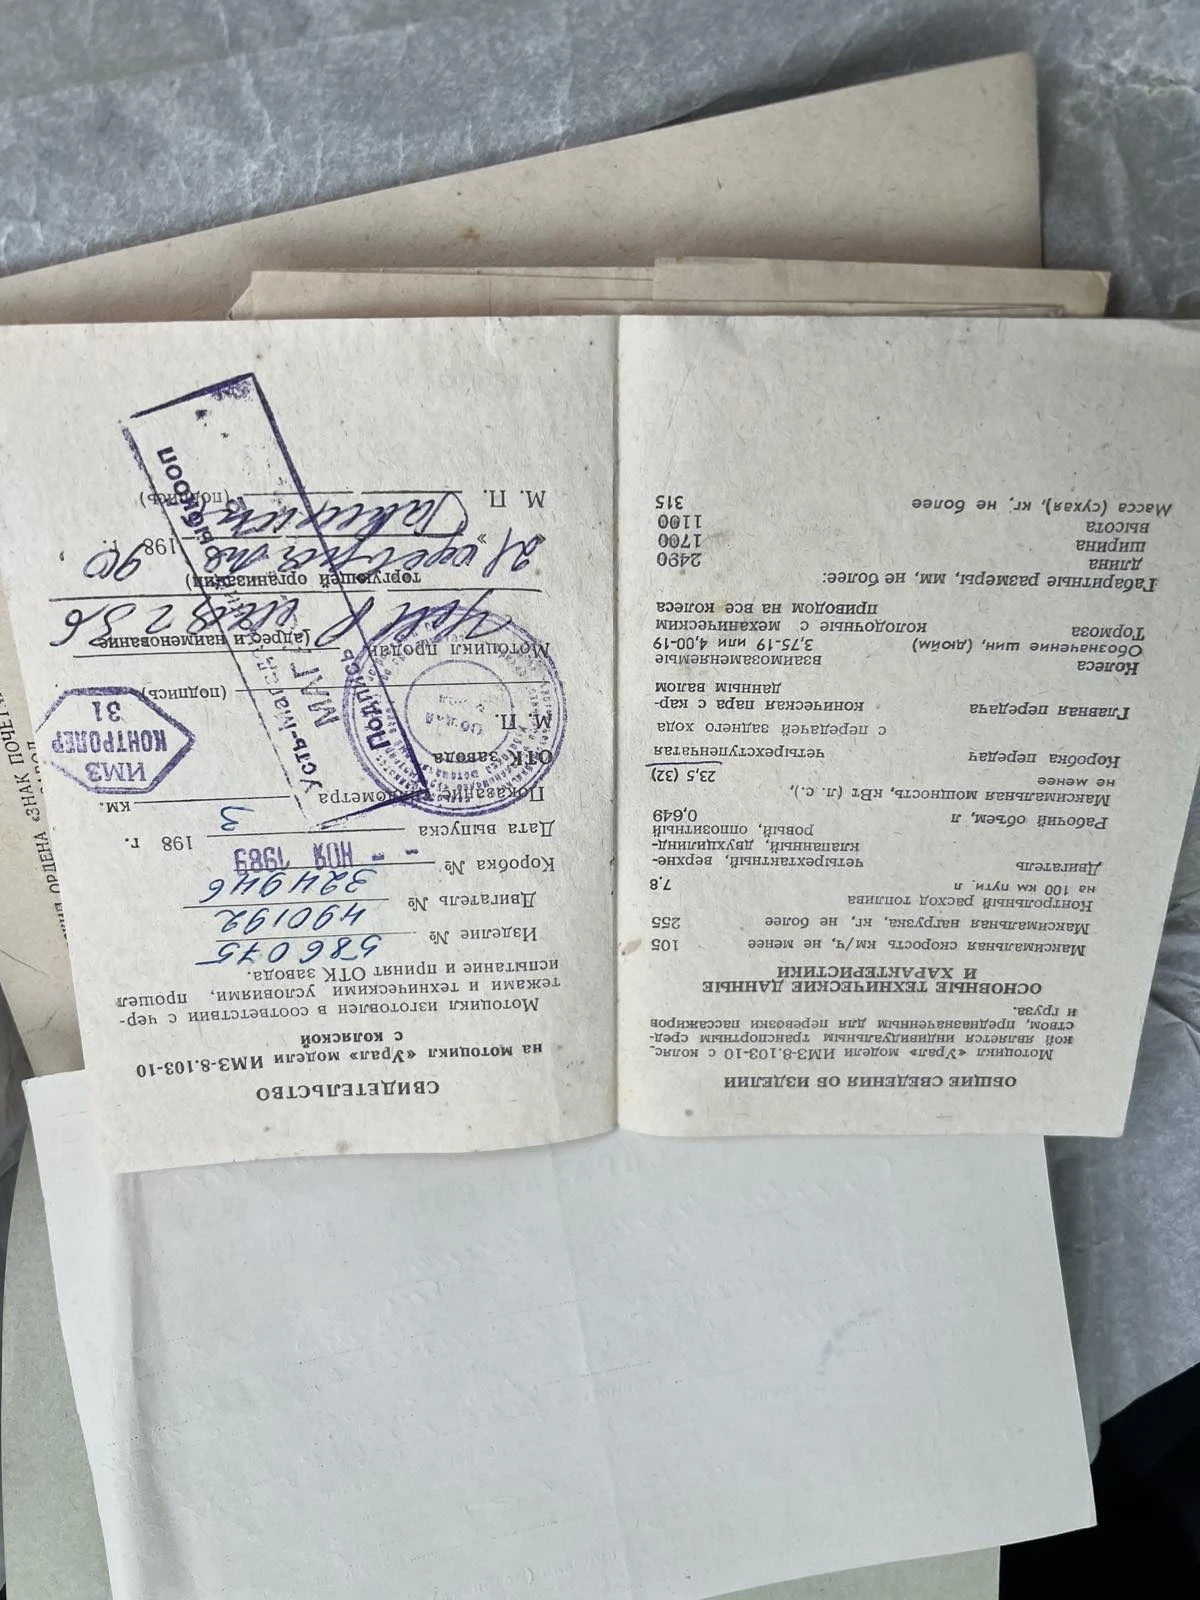 ОБЩИЕ СВЕДЕНИЯ ОБ ИЗДЕЛИИ
Мотоцикл «Урал» модели ИМЗ-8.103-10 с коляс-
кой является индивидуальным транспортным сред-
ством, предназначенным для перевозки пассажиров
и груза.
ОСНОВНЫЕ ТЕХНИЧЕСКИЕ ДАННЫЕ
И ХАРАКТЕРИСТИКИ
Максимальная скорость км/ч, не менее 105
Максимальная нагрузка, кг, не более 255
Контрольный расход топлива
на 100 км пути, л 7,8
Двигатель четырехтактный, верхне-
клапанный, двухцилинд-
ровый, оппозитный
Рабочий объем, л 0,649
Максимальная мощность, кВт (л. с.),
не менее 23,5 (32)
Коробка передач четырехступенчатая
с передачей заднего хода
Главная передача коническая пара с кар-
данным валом
Колеса взаимозаменяемые
Обозначение шин, (дюйм) 3,75-19 или 4,00-19
Тормоза колодочные с механическим
приводом на все колеса
Габаритные размеры, мм, не более:
длина 2490
ширина 1700
высота 1100
Масса (сухая), кг, не более 315
СВИДЕТЕЛЬСТВО
на мотоцикл «Урал» модели ИМЗ-8.103-10
с коляской
Мотоцикл изготовлен в соответствии с чер-
тежами и техническими условиями, прошел
испытание и принят ОТК завода.
Изделие № 586075
Двигатель № 490192
Коробка № 324946
-- НОЯ 1989
Дата выпуска 198 г.
Показание спидометра 3 км.
ОТК завода
ИМЗ
КОНТРОЛЕР
31
М. П. (подпись)
Мотоцикл продан
(адрес и наименование
торгующей организации)
« 21 » 198 г. 90
М. П. (подпись)
рыбкооп
МАГ
Подпись